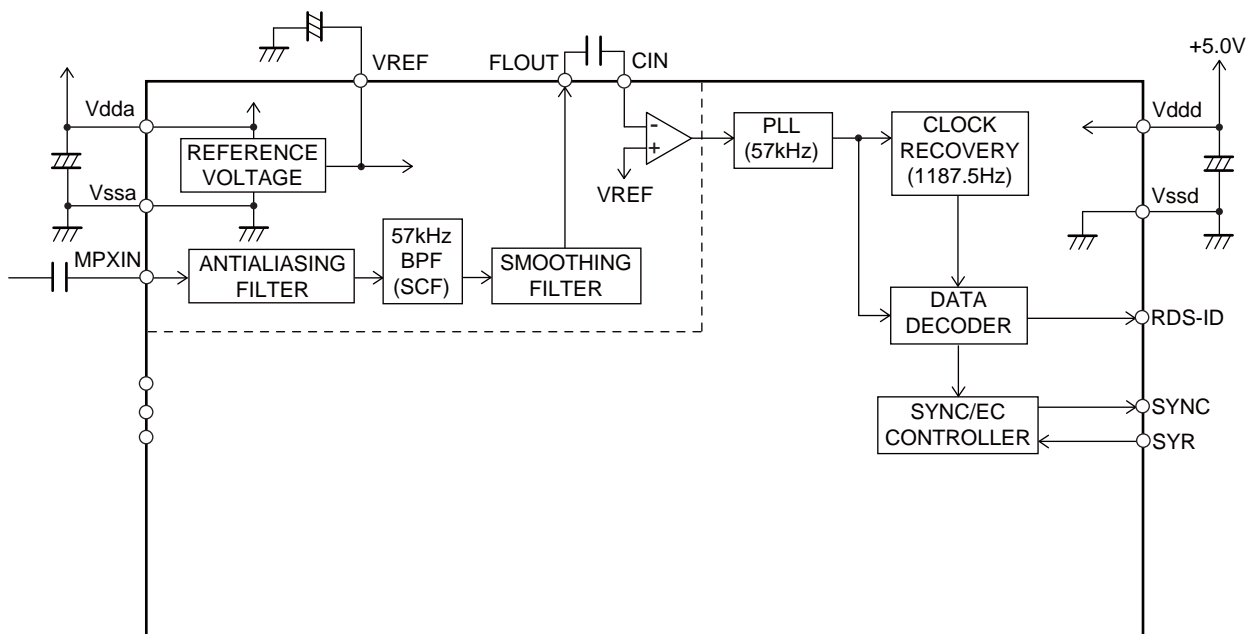 +5.0V
VREF
FLOUT
CIN
Vdda
Vddd
REFERENCE
VOLTAGE
-
+
VREF
PLL
(57kHz)
CLOCK
RECOVERY
(1187.5Hz)
Vssa
Vssd
MPXIN
ANTIALIASING
FILTER
57kHz
BPF
(SCF)
SMOOTHING
FILTER
DATA
DECODER
RDS-ID
SYNC/EC
CONTROLLER
SYNC
SYR